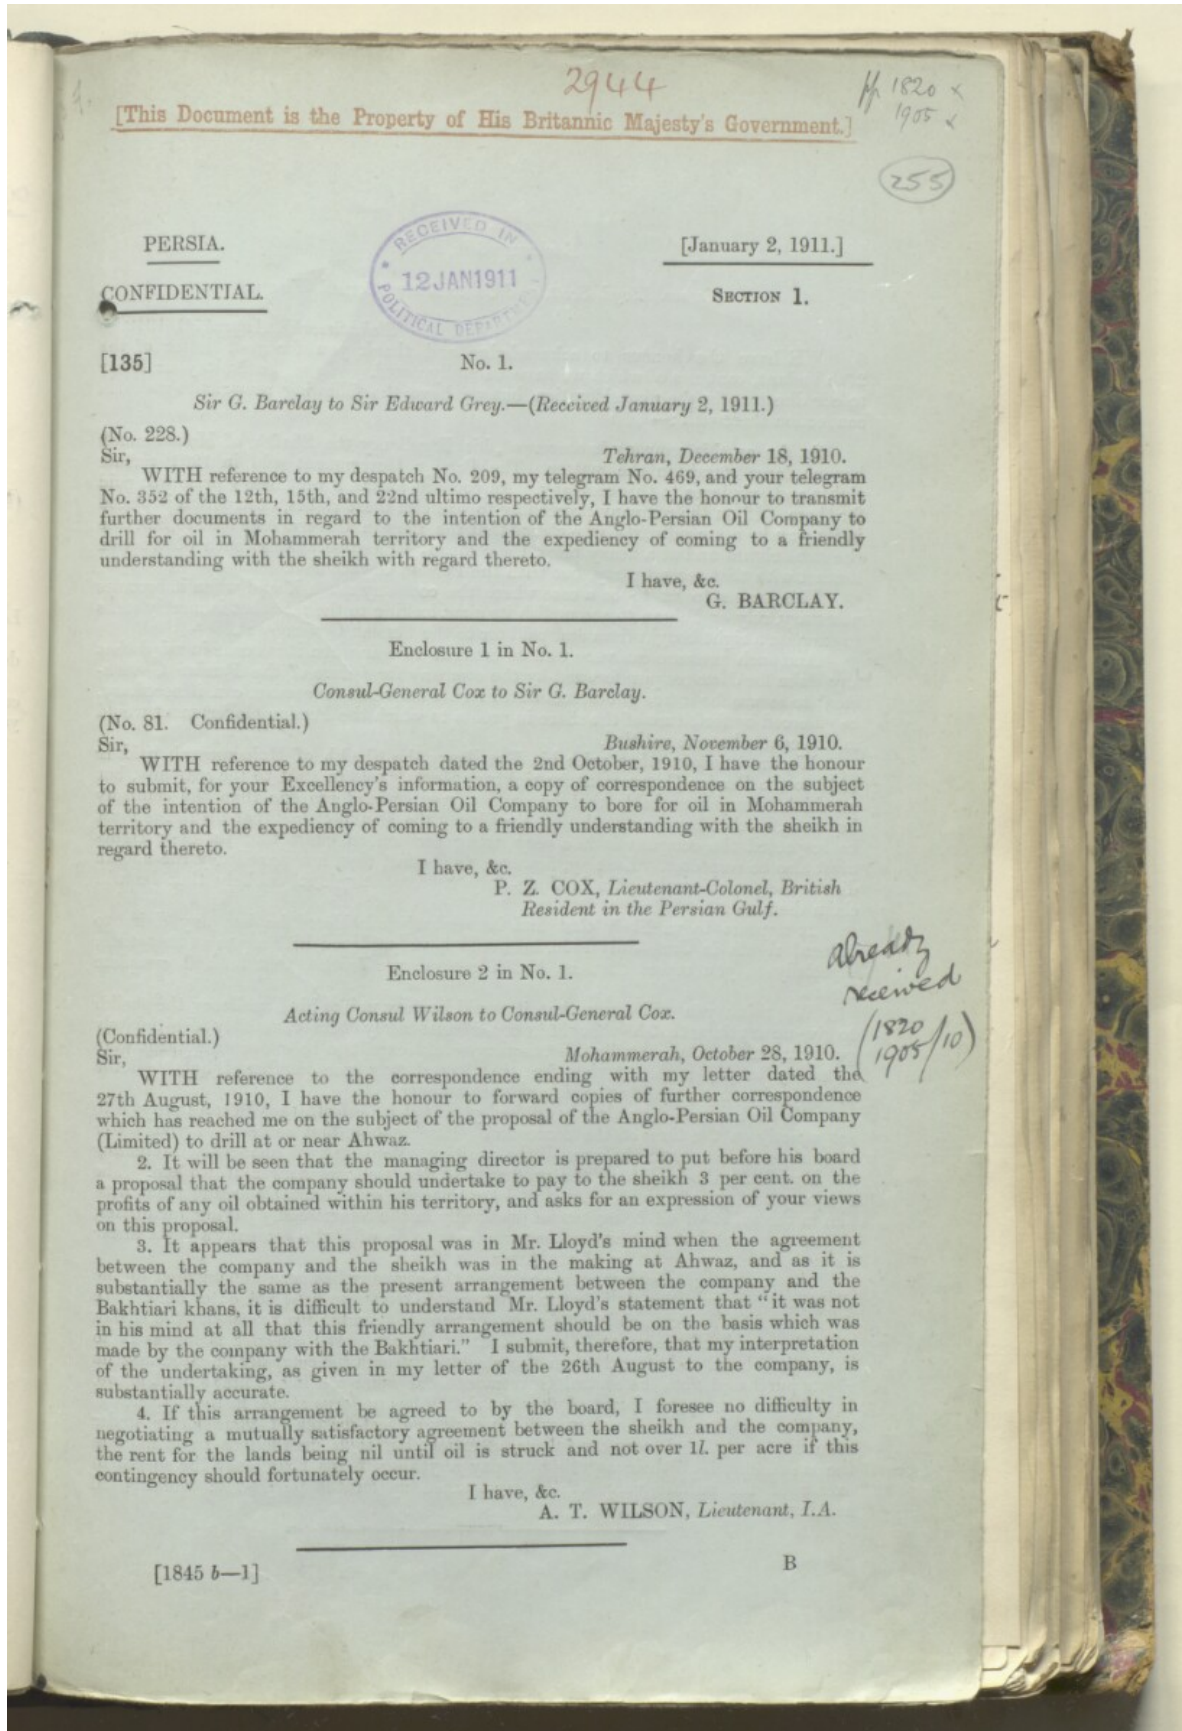 2944
pp. 1820 x
1905 x
[This Document is the Property of His Britannic Majesty's Government.]
255
PERSIA.
[January 2, 1911.]
RECEIVED IN
12 JAN 1911
POLITICAL DEPARTMENT
CONFIDENTIAL.
SECTION 1.
[135]
No. 1.
Sir G. Barclay to Sir Edward Grey.—(Received January 2, 1911.)
(No. 228.)
Sir,
Tehran, December 18, 1910.
WITH reference to my despatch No. 209, my telegram No. 469, and your telegram
No. 352 of the 12th, 15th, and 22nd ultimo respectively, I have the honour to transmit
further documents in regard to the intention of the Anglo-Persian Oil Company to
drill for oil in Mohammerah territory and the expediency of coming to a friendly
understanding with the sheikh with regard thereto.
I have, &c.
G. BARCLAY.
Enclosure 1 in No. 1.
Consul-General Cox to Sir G. Barclay.
(No. 81. Confidential.)
Sir,
Bushire, November 6, 1910.
WITH reference to my despatch dated the 2nd October, 1910, I have the honour
to submit, for your Excellency's information, a copy of correspondence on the subject
of the intention of the Anglo-Persian Oil Company to bore for oil in Mohammerah
territory and the expediency of coming to a friendly understanding with the sheikh in
regard thereto.
I have, &c.
P. Z. COX, Lieutenant-Colonel, British
Resident in the Persian Gulf.
Already
received
(1820
1905/10)
Enclosure 2 in No. 1.
Acting Consul Wilson to Consul-General Cox.
(Confidential.)
Sir,
Mohammerah, October 28, 1910.
WITH reference to the correspondence ending with my letter dated the
27th August, 1910, I have the honour to forward copies of further correspondence
which has reached me on the subject of the proposal of the Anglo-Persian Oil Company
(Limited) to drill at or near Ahwaz.
2. It will be seen that the managing director is prepared to put before his board
a proposal that the company should undertake to pay to the sheikh 3 per cent. on the
profits of any oil obtained within his territory, and asks for an expression of your views
on this proposal.
3. It appears that this proposal was in Mr. Lloyd's mind when the agreement
between the company and the sheikh was in the making at Ahwaz, and as it is
substantially the same as the present arrangement between the company and the
Bakhtiari khans, it is difficult to understand Mr. Lloyd's statement that "it was not
in his mind at all that this friendly arrangement should be on the basis which was
made by the company with the Bakhtiari." I submit, therefore, that my interpretation
of the undertaking, as given in my letter of the 26th August to the company, is
substantially accurate.
4. If this arrangement be agreed to by the board, I foresee no difficulty in
negotiating a mutually satisfactory agreement between the sheikh and the company,
the rent for the lands being nil until oil is struck and not over 1l. per acre if this
contingency should fortunately occur.
I have, &c.
A. T. WILSON, Lieutenant, I.A.
[1845 b—1]
B